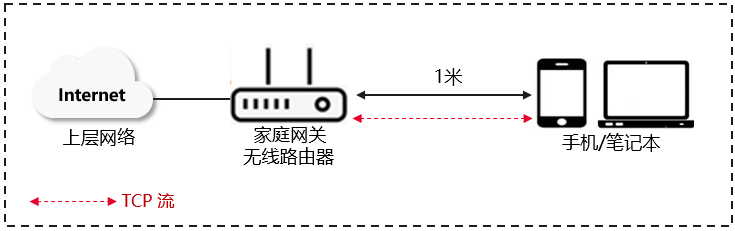 Internet
上层网络
家庭网关
无线路由器
1米
手机/笔记本
TCP 流